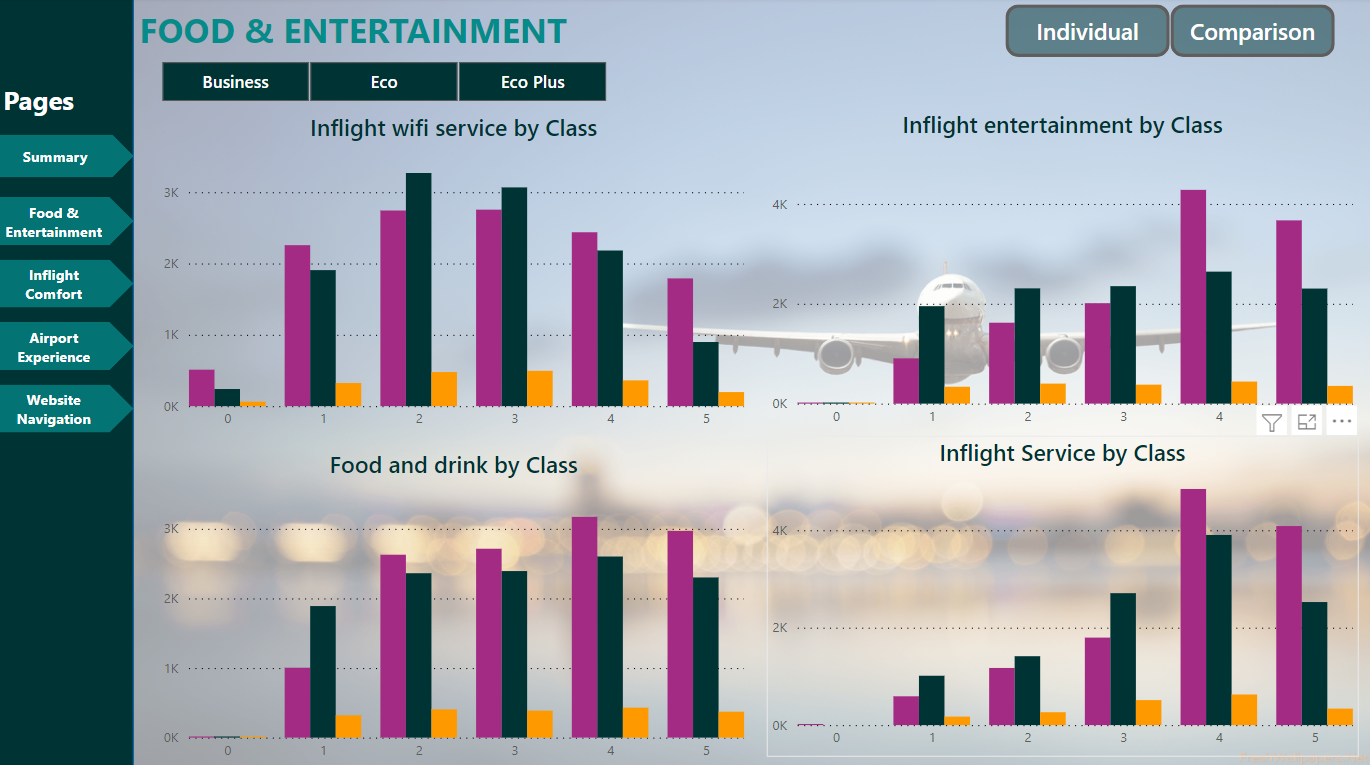 FOOD & ENTERTAINMENT
Individual
Comparison
Business
Eco
Eco Plus
Pages
Summary
Food &
Entertainment
Inflight
Comfort
Airport
Experience
Website
Navigation
Inflight wifi service by Class
3K
2K
1K
0K
0
1
2
3
4
5
Inflight entertainment by Class
4K
2K
0K
0
1
2
3
4
5
Food and drink by Class
3K
2K
1K
0K
0
1
2
3
4
5
Inflight Service by Class
4K
2K
0K
0
1
2
3
4
5